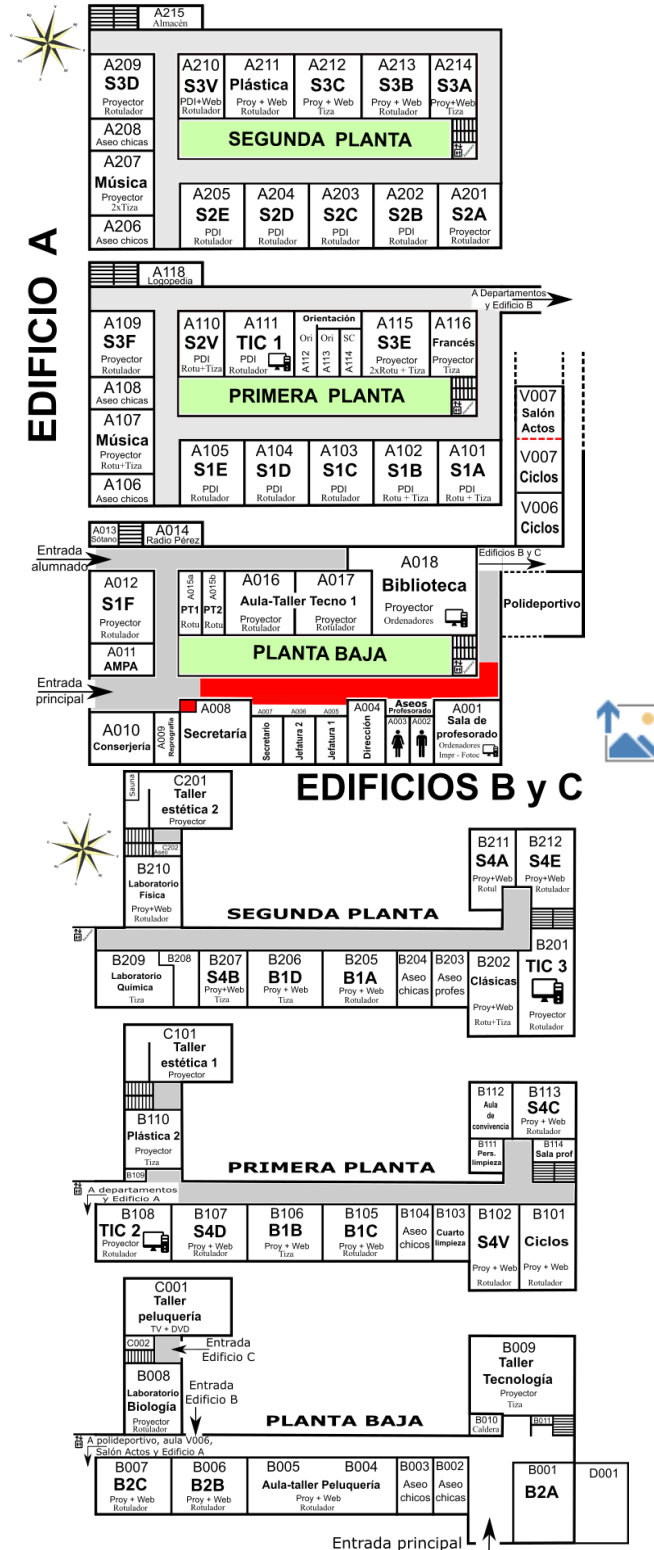 A215
Almacén
A209
S3D
Proyector
Rotulador
A210
S3V
PDI+Web
Rotulador
A211
Plástica
Proy + Web
Rotulador
A212
S3C
Proy + Web
Tiza
A213
S3B
Proy + Web
Rotulador
A214
S3A
Proy+Web
Tiza
A208
Aseo chicas
SEGUNDA PLANTA
A207
Música
Proyector
2xTiza
A206
Aseo chicos
A205
S2E
PDI
Rotulador
A204
S2D
PDI
Rotulador
A203
S2C
PDI
Rotulador
A202
S2B
PDI
Rotulador
A201
S2A
Proyector
Rotulador
EDIFICIO A
A118
Logopedia
A Departamentos
y Edificio B
A109
S3F
Proyector
Rotulador
A110
S2V
PDI
Rotu+Tiza
A111
TIC 1
PDI
Rotulador
Orientación
Ori
A112
Ori
A113
SC
A114
A115
S3E
Proyector
2xRotu + Tiza
A116
Francés
Proyector
Tiza
A108
Aseo chicas
PRIMERA PLANTA
A107
Música
Proyector
Rotu+Tiza
A106
Aseo chicos
A105
S1E
PDI
Rotulador
A104
S1D
PDI
Rotulador
A103
S1C
PDI
Rotulador
A102
S1B
PDI
Rotu + Tiza
A101
S1A
PDI
Rotu + Tiza
V007
Salón
Actos
V007
Ciclos
V006
Ciclos
Polideportivo
A013
Sótano
A014
Radio Pérez
Entrada
alumnado
Edificios B y C
A012
S1F
Proyector
Rotulador
A015a
PT1
Rotu
A015b
PT2
Rotu
A016
A017
Aula-Taller Tecno 1
Proyector
Rotulador
Proyector
Rotulador
A018
Biblioteca
Proyector
Ordenadores
A011
AMPA
PLANTA BAJA
Entrada
principal
A010
Conserjería
A009
Reprografía
A008
Secretaría
A007
Secretario
A006
Jefatura 2
A005
Jefatura 1
A004
Dirección
Aseos
Profesorado
A003
A002
A001
Sala de
profesorado
Ordenadores
Impr - Fotoc
EDIFICIOS B y C
Sauna
C201
Taller
estética 2
Proyector
C202
Aseo
B210
Laboratorio
Física
Proy+Web
Rotulador
B211
S4A
Proy+Web
Rotul
B212
S4E
Proy+Web
Rotulador
SEGUNDA PLANTA
B209
Laboratorio
Química
Tiza
B208
B207
S4B
Proy+Web
Tiza
B206
B1D
Proy + Web
Tiza
B205
B1A
Proy + Web
Rotulador
B204
Aseo
chicas
B203
Aseo
profes
B202
Clásicas
Proy+Web
Rotu+Tiza
B201
TIC 3
Proyector
Rotulador
C101
Taller
estética 1
Proyector
B110
Plástica 2
Proyector
Tiza
B109
B112
Aula
de
convivencia
B113
S4C
Proy + Web
Rotulador
B111
Pers.
limpieza
B114
Sala prof
PRIMERA PLANTA
A departamentos
y Edificio A
B108
TIC 2
Proyector
Rotulador
B107
S4D
Proy + Web
Rotulador
B106
B1B
Proy + Web
Tiza
B105
B1C
Proy + Web
Rotulador
B104
Aseo
chicos
B103
Cuarto
limpieza
B102
S4V
Proy + Web
Rotulador
B101
Ciclos
Proy + Web
Rotulador
C001
Taller
peluquería
TV + DVD
C002
Entrada
Edificio C
B008
Laboratorio
Biología
Proyector
Rotulador
Entrada
Edificio B
B009
Taller
Tecnología
Proyector
Tiza
B010
Caldera
B011
PLANTA BAJA
A polideportivo, aula V006,
Salón Actos y Edificio A
B007
B2C
Proy + Web
Rotulador
B006
B2B
Proy + Web
Rotulador
B005
B004
Aula-taller Peluquería
Proy + Web
Rotulador
B003
Aseo
chicos
B002
Aseo
chicas
B001
B2A
D001
Entrada principal